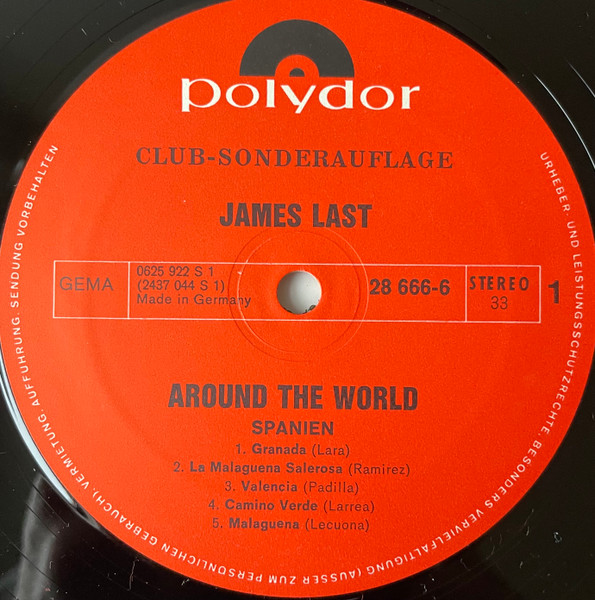 polydor
CLUB-SONDERAUFLAGE
JAMES LAST
GEMA
0625 922 S 1
(2437 044 S 1)
Made in Germany
28 666-6
STEREO
33
1
AROUND THE WORLD
SPANIEN
1. Granada (Lara)
2. La Malaguena Salerosa (Ramirez)
3. Valencia (Padilla)
4. Camino Verde (Larrea)
5. Malaguena (Lecuona)
URHEBER- UND LEISTUNGSSCHUTZRECHTE, BESONDERS VERVIELFÄLTIGUNG (AUSSER ZUM PERSÖNLICHEN GEBRAUCH), VERMIETUNG, AUFFÜHRUNG, SENDUNG VORBEHALTEN